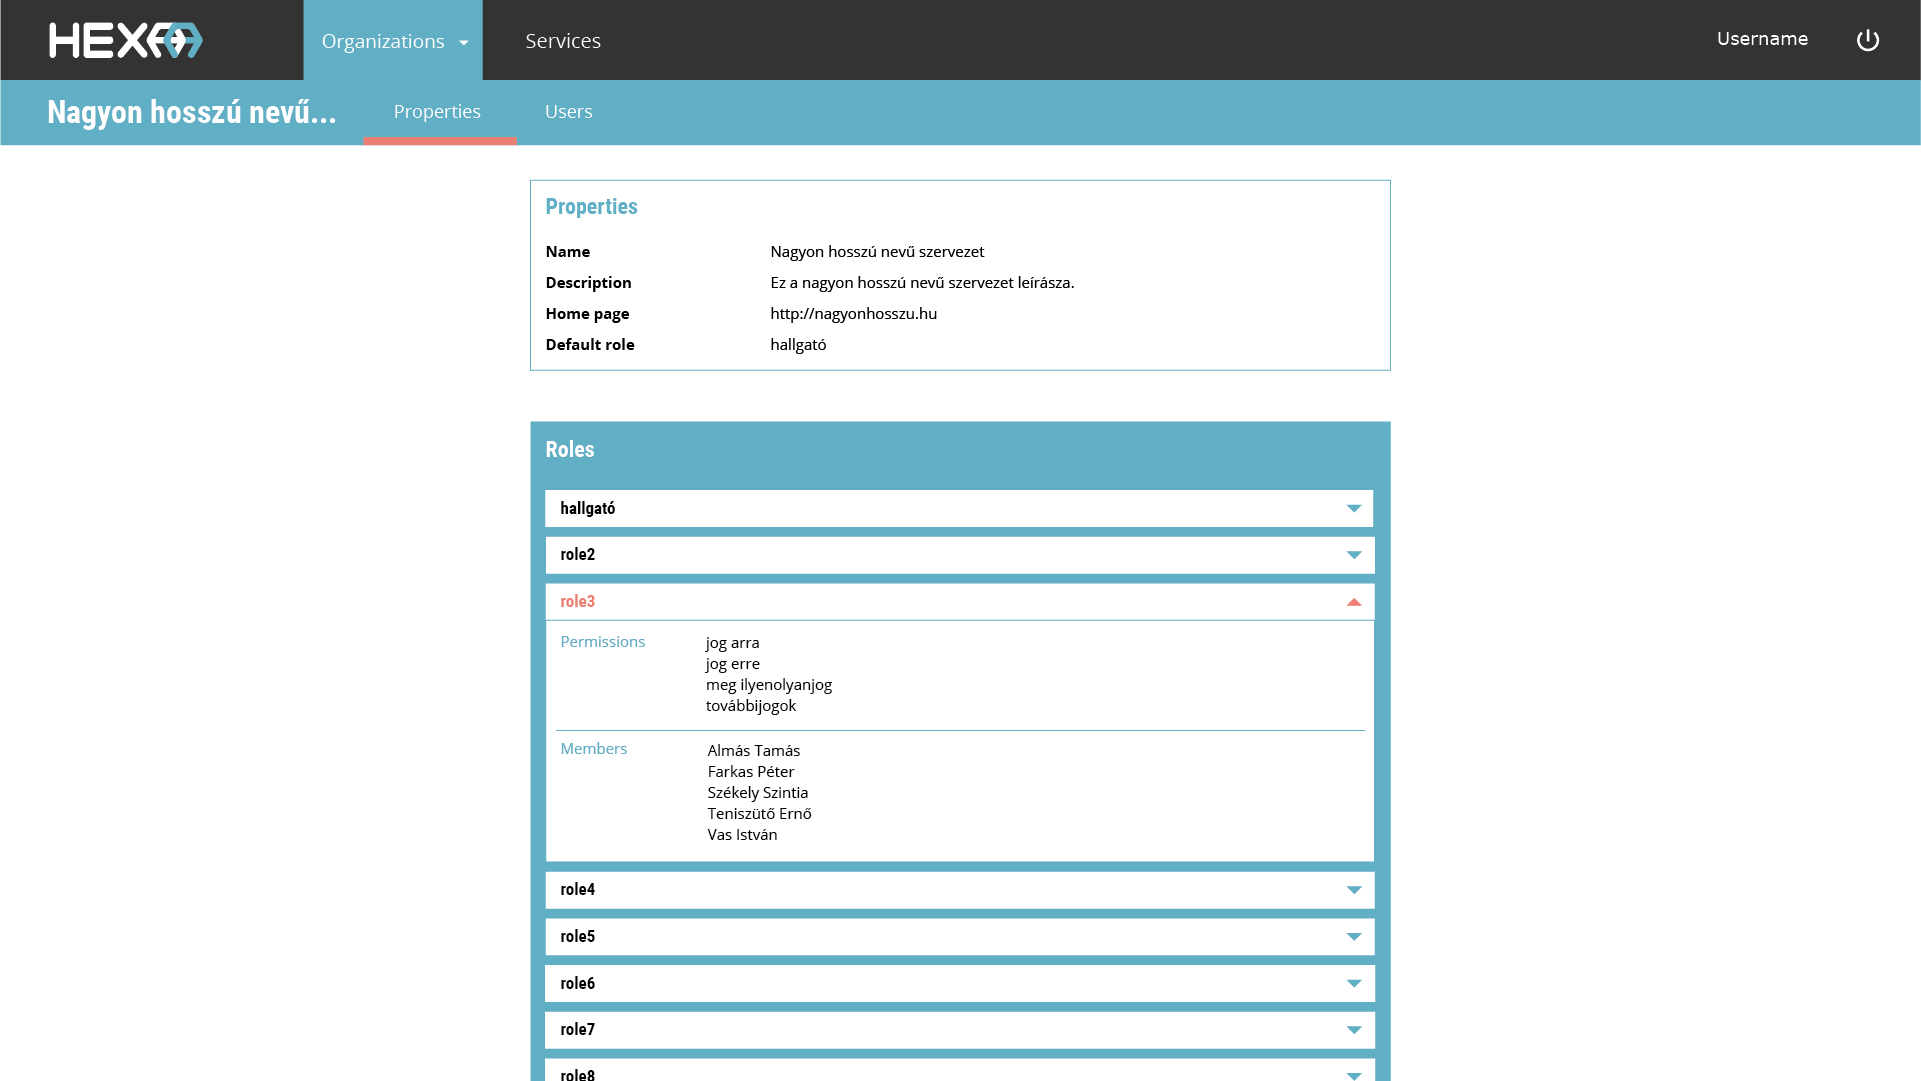 HEXAA
Organizations
Services
Username
Nagyon hosszú nevű...
Properties
Users
Properties
Name Nagyon hosszú nevű szervezet
Description Ez a nagyon hosszú nevű szervezet leírásza.
Home page http://nagyonhosszu.hu
Default role hallgató
Roles
hallgató
role2
role3
Permissions jog arra
jog erre
meg ilyenolyanjog
továbbijogok
Members Almás Tamás
Farkas Péter
Székely Szintia
Teniszütő Ernő
Vas István
role4
role5
role6
role7
role8